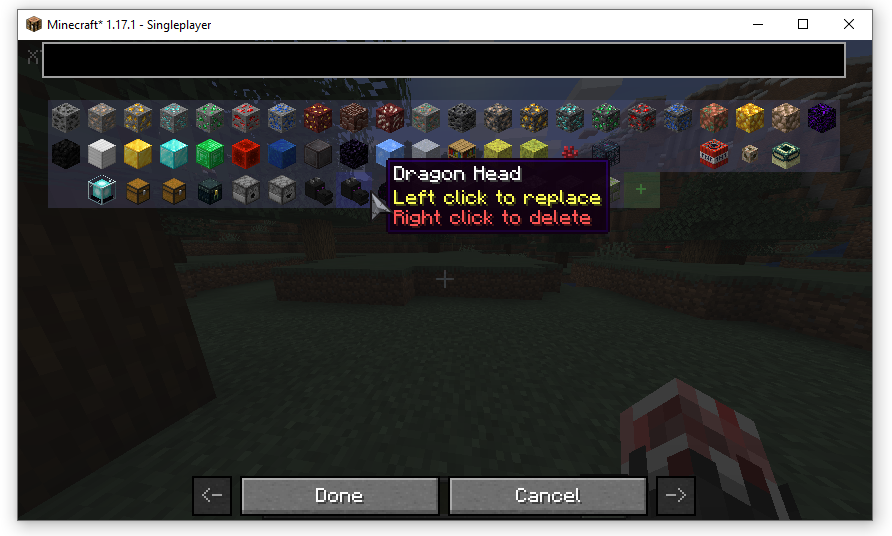 Minecraft* 1.17.1 - Singleplayer
X
Dragon Head
Left click to replace
Right click to delete
+
<-
Done
Cancel
->